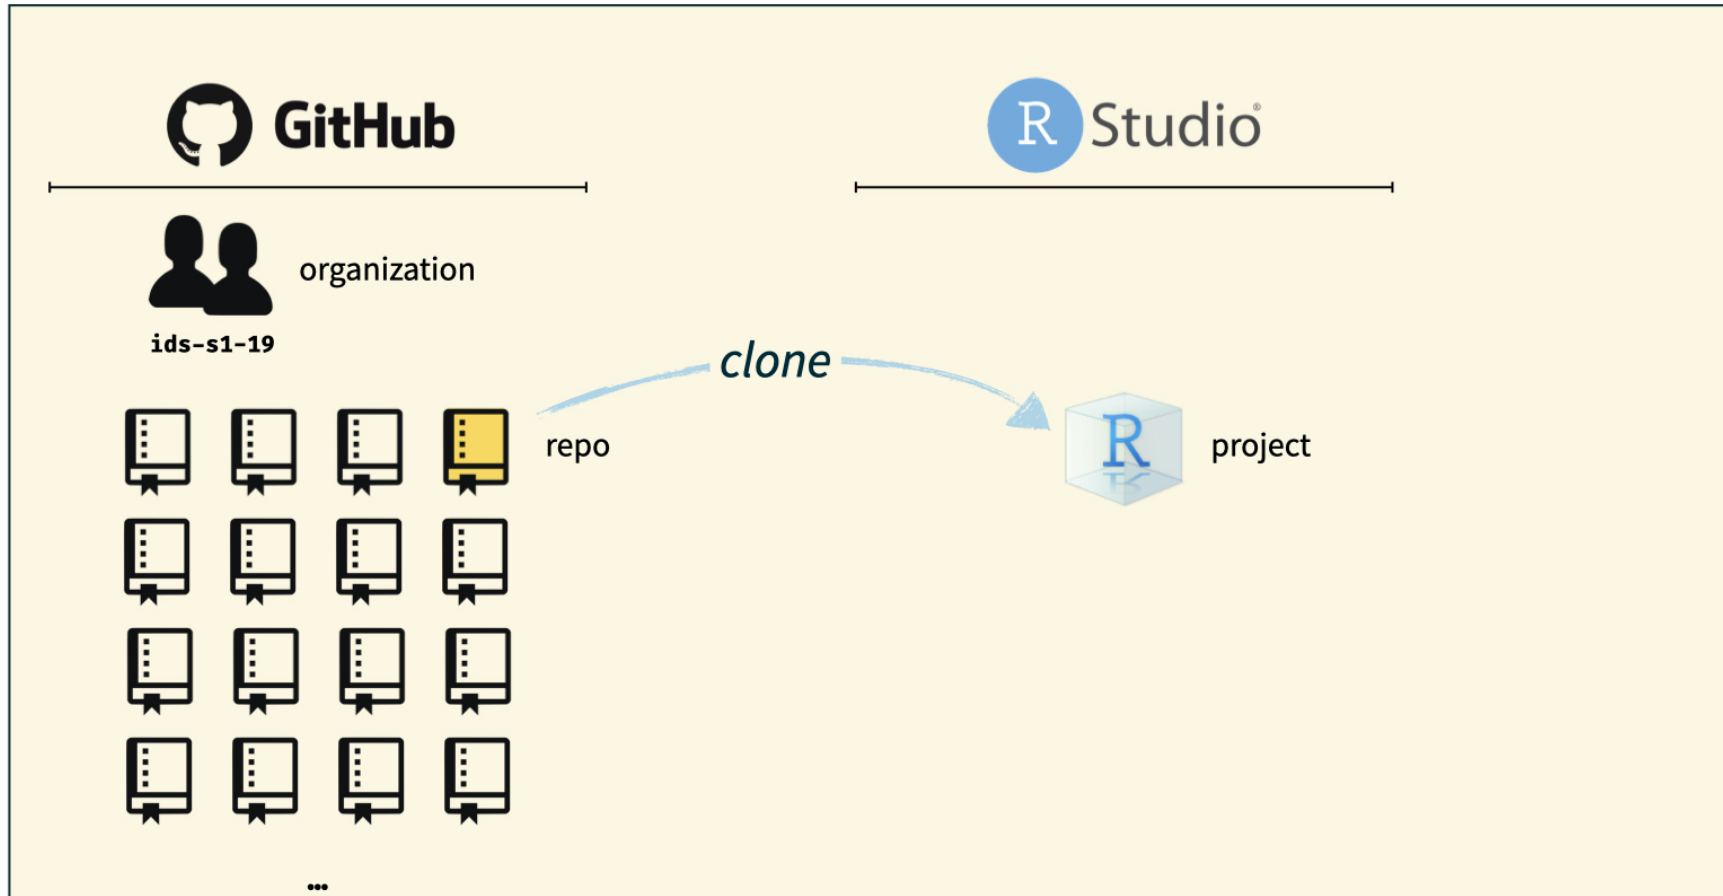 GitHub
R Studio®
organization
ids-s1-19
clone
repo
R
project
...